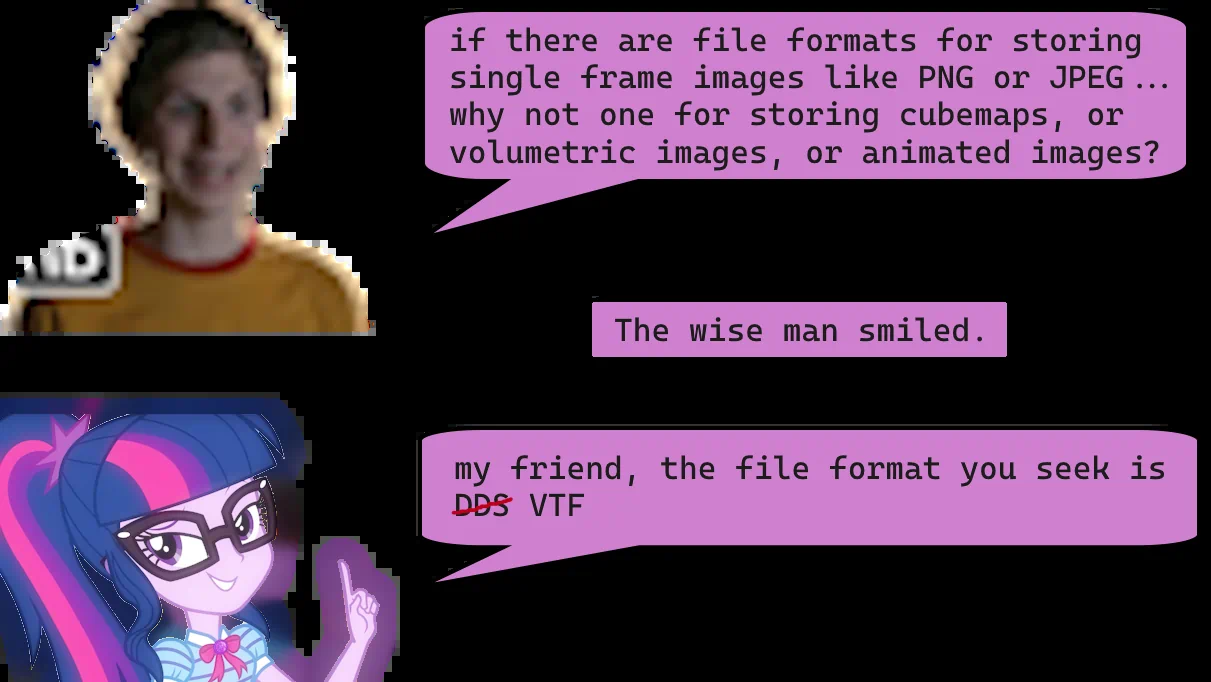 if there are file formats for storing
single frame images like PNG or JPEG...
why not one for storing cubemaps, or
volumetric images, or animated images?
The wise man smiled.
my friend, the file format you seek is
DDS VTF